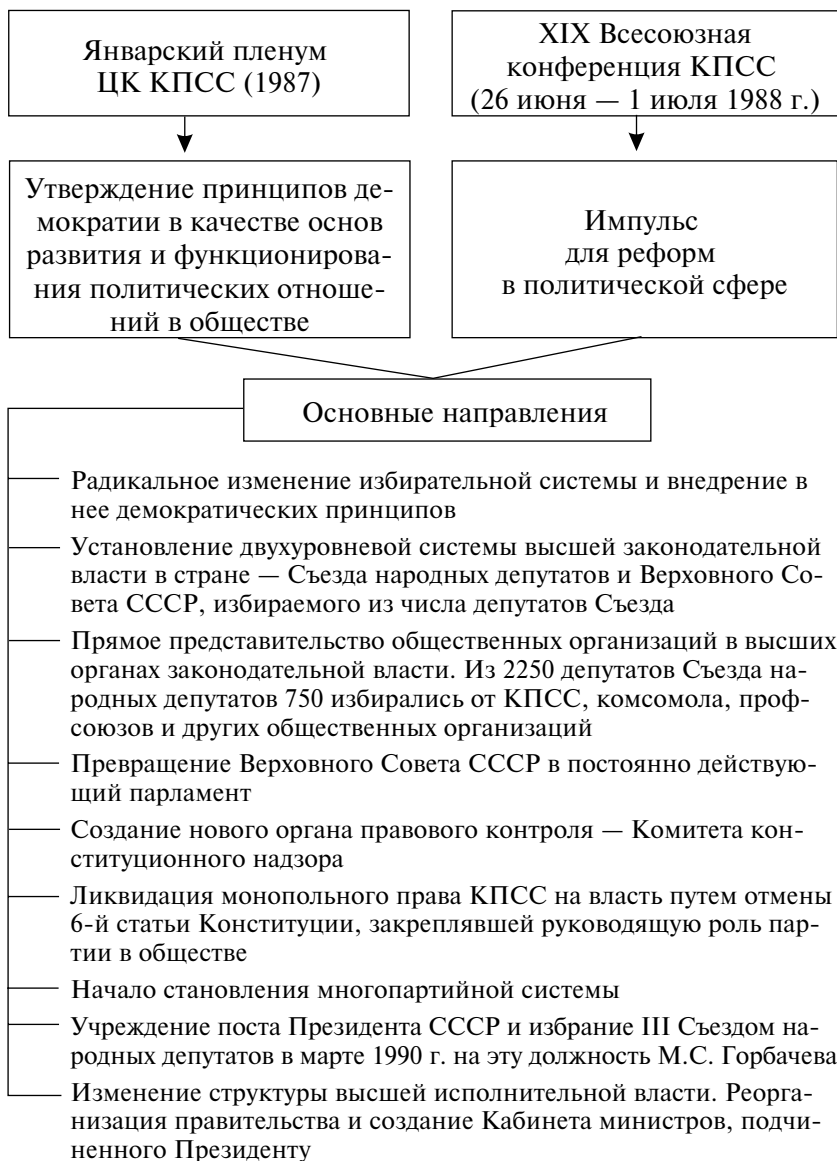 Январский пленум
ЦК КПСС (1987)
XIX Всесоюзная
конференция КПСС
(26 июня — 1 июля 1988 г.)
Утверждение принципов де-
мократии в качестве основ
развития и функционирова-
ния политических отноше-
ний в обществе
Импульс
для реформ
в политической сфере
Основные направления
Радикальное изменение избирательной системы и внедрение в
нее демократических принципов
Установление двухуровневой системы высшей законодательной
власти в стране — Съезда народных депутатов и Верховного Со-
вета СССР, избираемого из числа депутатов Съезда
Прямое представительство общественных организаций в высших
органах законодательной власти. Из 2250 депутатов Съезда на-
родных депутатов 750 избирались от КПСС, комсомола, проф-
союзов и других общественных организаций
Превращение Верховного Совета СССР в постоянно действую-
щий парламент
Создание нового органа правового контроля — Комитета кон-
ституционного надзора
Ликвидация монопольного права КПСС на власть путем отмены
6-й статьи Конституции, закреплявшей руководящую роль пар-
тии в обществе
Начало становления многопартийной системы
Учреждение поста Президента СССР и избрание III Съездом на-
родных депутатов в марте 1990 г. на эту должность М.С. Горбачева
Изменение структуры высшей исполнительной власти. Реорга-
низация правительства и создание Кабинета министров, подчи-
ненного Президенту